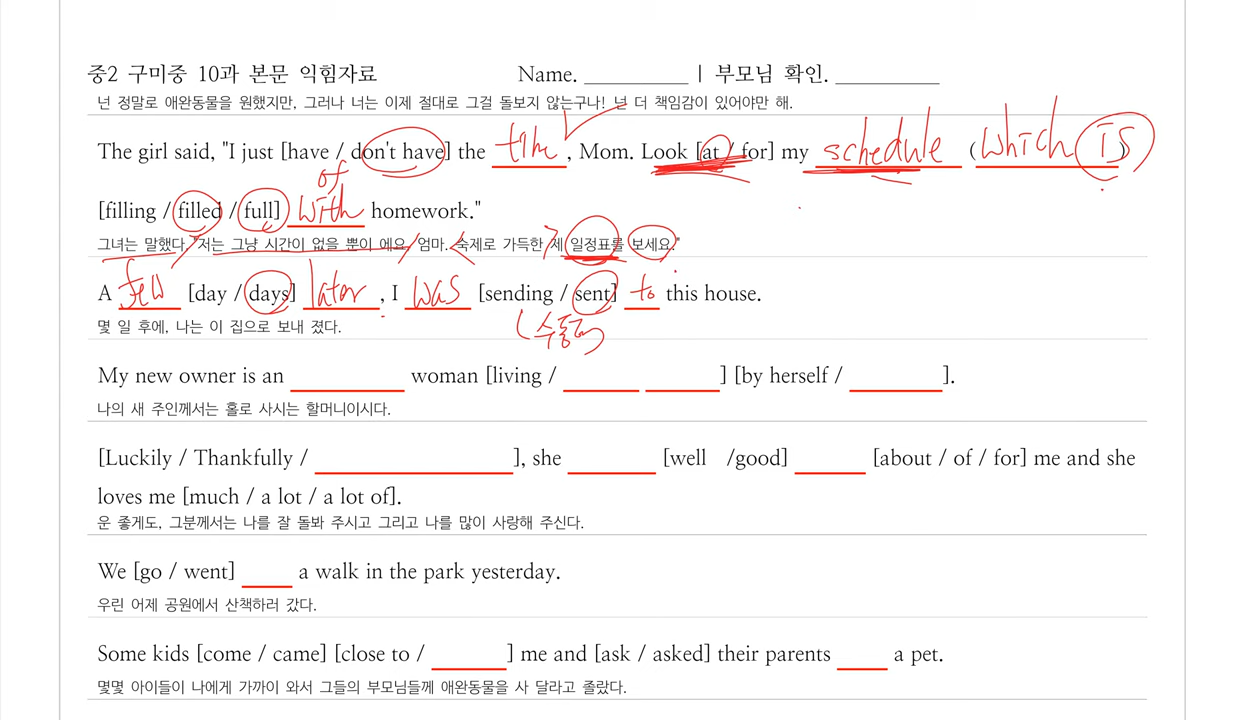 중2 구미중 10과 본문 익힘자료 Name. __________ | 부모님 확인. __________
넌 정말로 애완동물을 원했지만, 그러나 너는 이제 절대로 그걸 돌보지 않는구나! 넌 더 책임감이 있어야만 해.
The girl said, "I just [have / don't have] the time, Mom. Look [at / for] my schedule (which is)
of
[filling / filled / full] with homework."
그녀는 말했다. "저는 그냥 시간이 없을 뿐이에요, 엄마. 숙제로 가득한 제 일정표를 보세요."
A few [day / days] later, I was [sending / sent] to this house.
(수동태)
몇 일 후에, 나는 이 집으로 보내 졌다.
My new owner is an ________ woman [living / ______ ______] [by herself / _______].
나의 새 주인께서는 홀로 사시는 할머니이시다.
[Luckily / Thankfully / ______________], she ______ [well /good] _____ [about / of / for] me and she
loves me [much / a lot / a lot of].
운 좋게도, 그분께서는 나를 잘 돌봐 주시고 그리고 나를 많이 사랑해 주신다.
We [go / went] ____ a walk in the park yesterday.
우린 어제 공원에서 산책하러 갔다.
Some kids [come / came] [close to / ______] me and [ask / asked] their parents ____ a pet.
몇몇 아이들이 나에게 가까이 와서 그들의 부모님들께 애완동물을 사 달라고 졸랐다.